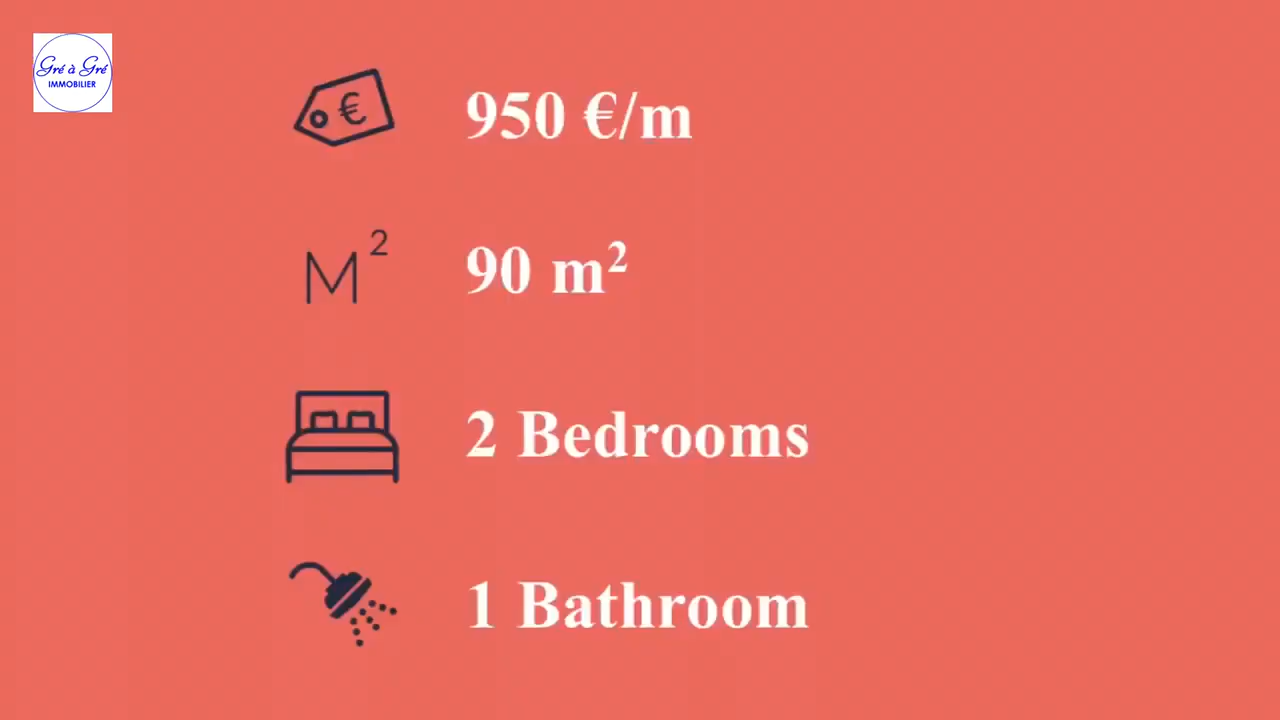 Gré à Gré
IMMOBILIER
€
950 €/m
M²
90 m²
2 Bedrooms
1 Bathroom